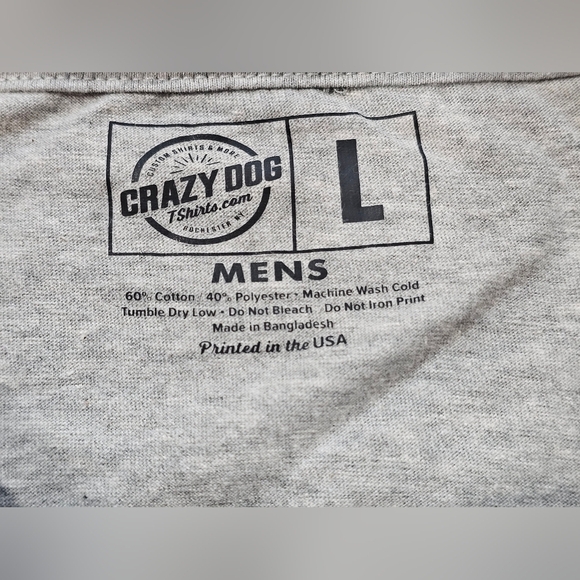 CUSTOM SHIRTS & MORE
CRAZY DOG
TShirts.com
ROCHESTER NY
L
MENS
60% Cotton / 40% Polyester • Machine Wash Cold
Tumble Dry Low • Do Not Bleach / Do Not Iron Print
Made in Bangladesh
Printed in the USA